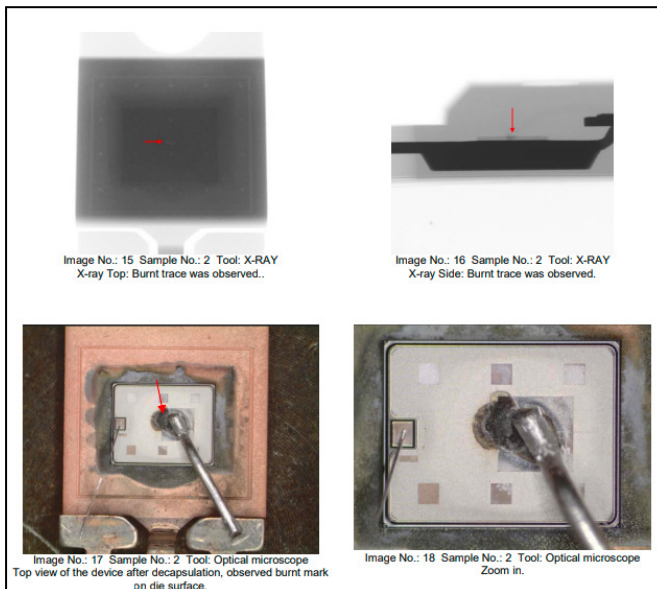 Image No.: 15 Sample No.: 2 Tool: X-RAY
X-ray Top: Burnt trace was observed..
Image No.: 16 Sample No.: 2 Tool: X-RAY
X-ray Side: Burnt trace was observed.
Image No.: 17 Sample No.: 2 Tool: Optical microscope
Top view of the device after decapsulation, observed burnt mark
on die surface.
Image No.: 18 Sample No.: 2 Tool: Optical microscope
Zoom in.